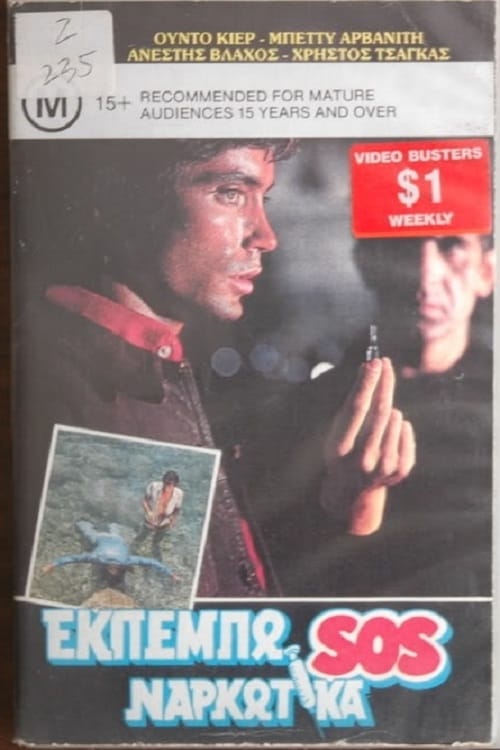 Z
235
ΟΥΝΤΟ ΚΙΕΡ - ΜΠΕΤΤΥ ΑΡΒΑΝΙΤΗ
ΑΝΕΣΤΗΣ ΒΛΑΧΟΣ - ΧΡΗΣΤΟΣ ΤΣΑΓΚΑΣ
M 15+ RECOMMENDED FOR MATURE
AUDIENCES 15 YEARS AND OVER
VIDEO BUSTERS
$1
WEEKLY
ΕΚΠΕΜΠΩ SOS
ΝΑΡΚΩΤΙΚΑ